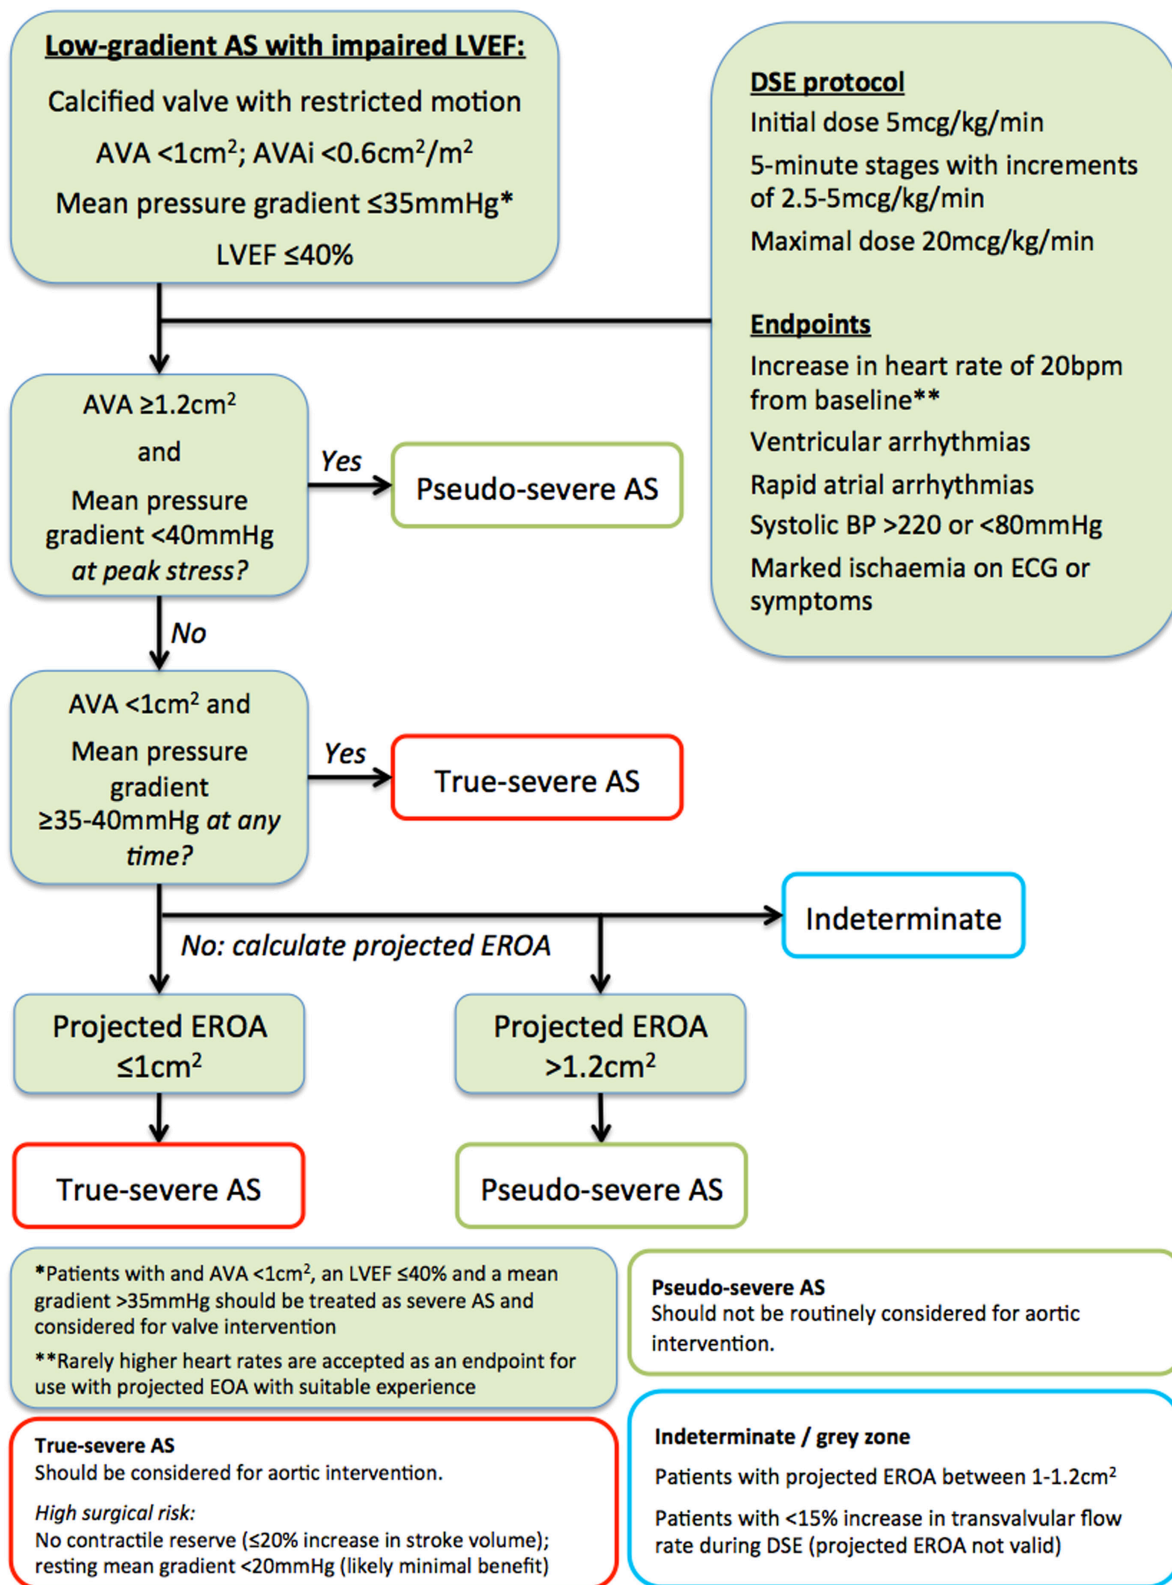 Low-gradient AS with impaired LVEF:
Calcified valve with restricted motion
AVA <1cm²; AVAi <0.6cm²/m²
Mean pressure gradient ≤35mmHg*
LVEF ≤40%
DSE protocol
Initial dose 5mcg/kg/min
5-minute stages with increments
of 2.5-5mcg/kg/min
Maximal dose 20mcg/kg/min
Endpoints
Increase in heart rate of 20bpm
from baseline**
Ventricular arrhythmias
Rapid atrial arrhythmias
Systolic BP >220 or <80mmHg
Marked ischaemia on ECG or
symptoms
AVA ≥1.2cm²
and
Mean pressure
gradient <40mmHg
at peak stress?
Yes
Pseudo-severe AS
No
AVA <1cm² and
Mean pressure
gradient
≥35-40mmHg at any
time?
Yes
True-severe AS
Indeterminate
No: calculate projected EROA
Projected EROA
≤1cm²
Projected EROA
>1.2cm²
True-severe AS
Pseudo-severe AS
*Patients with and AVA <1cm², an LVEF ≤40% and a mean
gradient >35mmHg should be treated as severe AS and
considered for valve intervention
**Rarely higher heart rates are accepted as an endpoint for
use with projected EOA with suitable experience
Pseudo-severe AS
Should not be routinely considered for aortic
intervention.
True-severe AS
Should be considered for aortic intervention.
High surgical risk:
No contractile reserve (≤20% increase in stroke volume);
resting mean gradient <20mmHg (likely minimal benefit)
Indeterminate / grey zone
Patients with projected EROA between 1-1.2cm²
Patients with <15% increase in transvalvular flow
rate during DSE (projected EROA not valid)